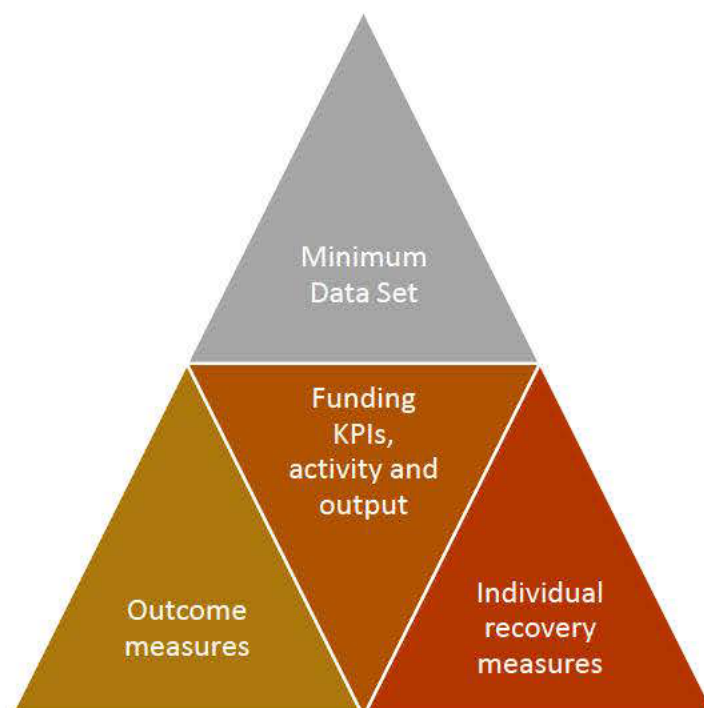 Minimum
Data Set
Funding
KPIs,
activity and
output
Outcome
measures
Individual
recovery
measures